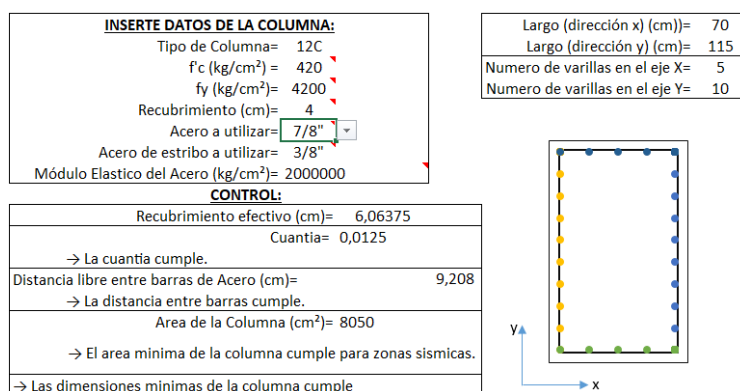 INSERTE DATOS DE LA COLUMNA:
Tipo de Columna= 12C
f'c (kg/cm²) = 420
fy (kg/cm²)= 4200
Recubrimiento (cm)= 4
Acero a utilizar= 7/8"
Acero de estribo a utilizar= 3/8"
Módulo Elastico del Acero (kg/cm²)= 2000000
CONTROL:
Recubrimiento efectivo (cm)= 6,06375
Cuantia= 0,0125
→ La cuantia cumple.
Distancia libre entre barras de Acero (cm)= 9,208
→ La distancia entre barras cumple.
Area de la Columna (cm²)= 8050
→ El area minima de la columna cumple para zonas sismicas.
→ Las dimensiones minimas de la columna cumple
Largo (dirección x) (cm))= 70
Largo (dirección y) (cm)= 115
Numero de varillas en el eje X= 5
Numero de varillas en el eje Y= 10
y
x